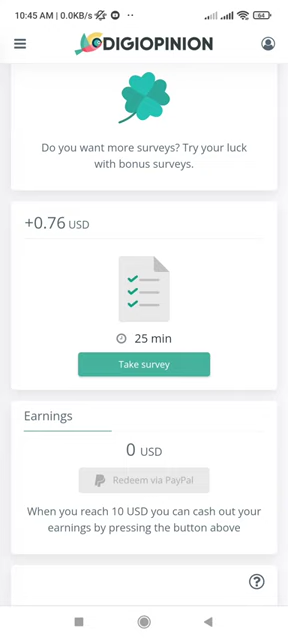 10:45 AM | 0.0KB/s
64
DIGIOPINION
Do you want more surveys? Try your luck
with bonus surveys.
+0.76 USD
25 min
Take survey
Earnings
0 USD
Redeem via PayPal
When you reach 10 USD you can cash out your
earnings by pressing the button above
?